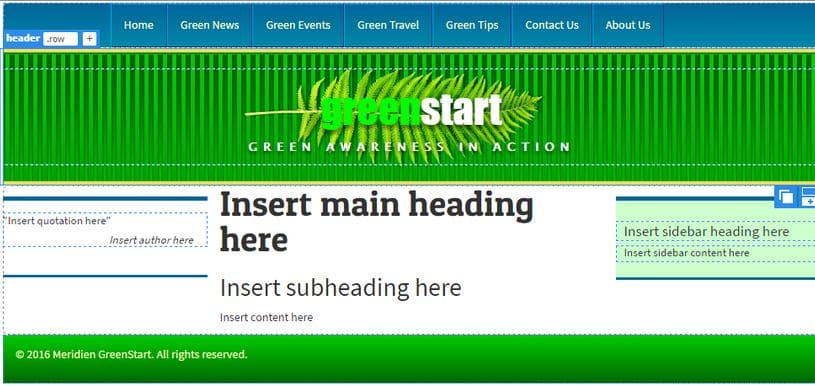 Home Green News Green Events Green Travel Green Tips Contact Us About Us
header .row +
greenstart
GREEN AWARENESS IN ACTION
"Insert quotation here"
Insert author here
Insert main heading
here
Insert subheading here
Insert content here
+
Insert sidebar heading here
Insert sidebar content here
© 2016 Meridien GreenStart. All rights reserved.